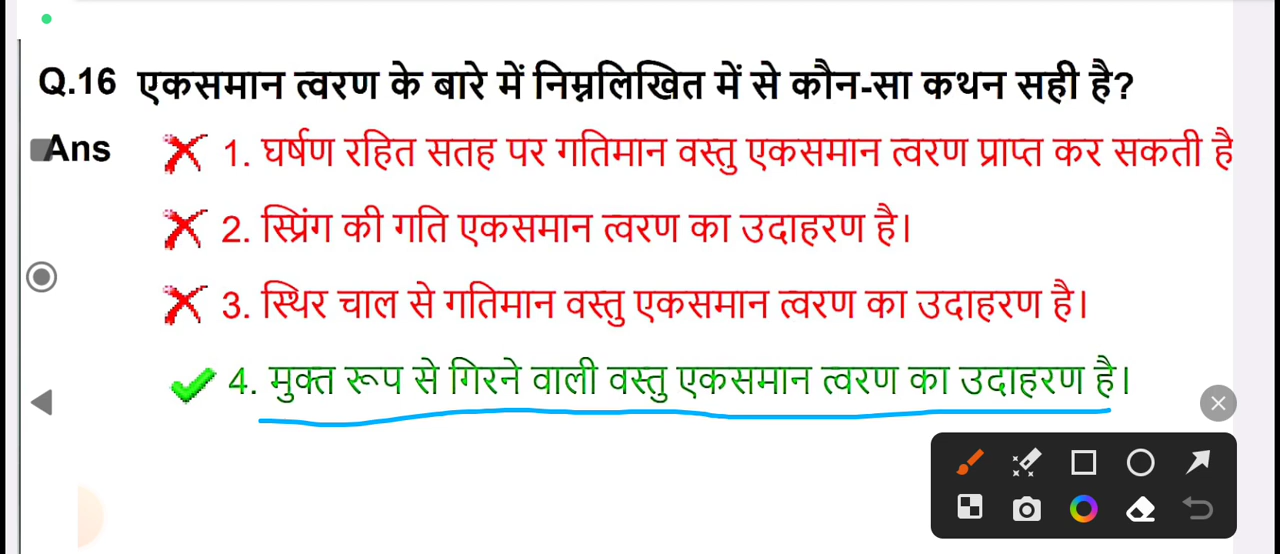 Q.16 एकसमान त्वरण के बारे में निम्नलिखित में से कौन-सा कथन सही है?
Ans 1. घर्षण रहित सतह पर गतिमान वस्तु एकसमान त्वरण प्राप्त कर सकती है
2. स्प्रिंग की गति एकसमान त्वरण का उदाहरण है।
3. स्थिर चाल से गतिमान वस्तु एकसमान त्वरण का उदाहरण है।
4. मुक्त रूप से गिरने वाली वस्तु एकसमान त्वरण का उदाहरण है।